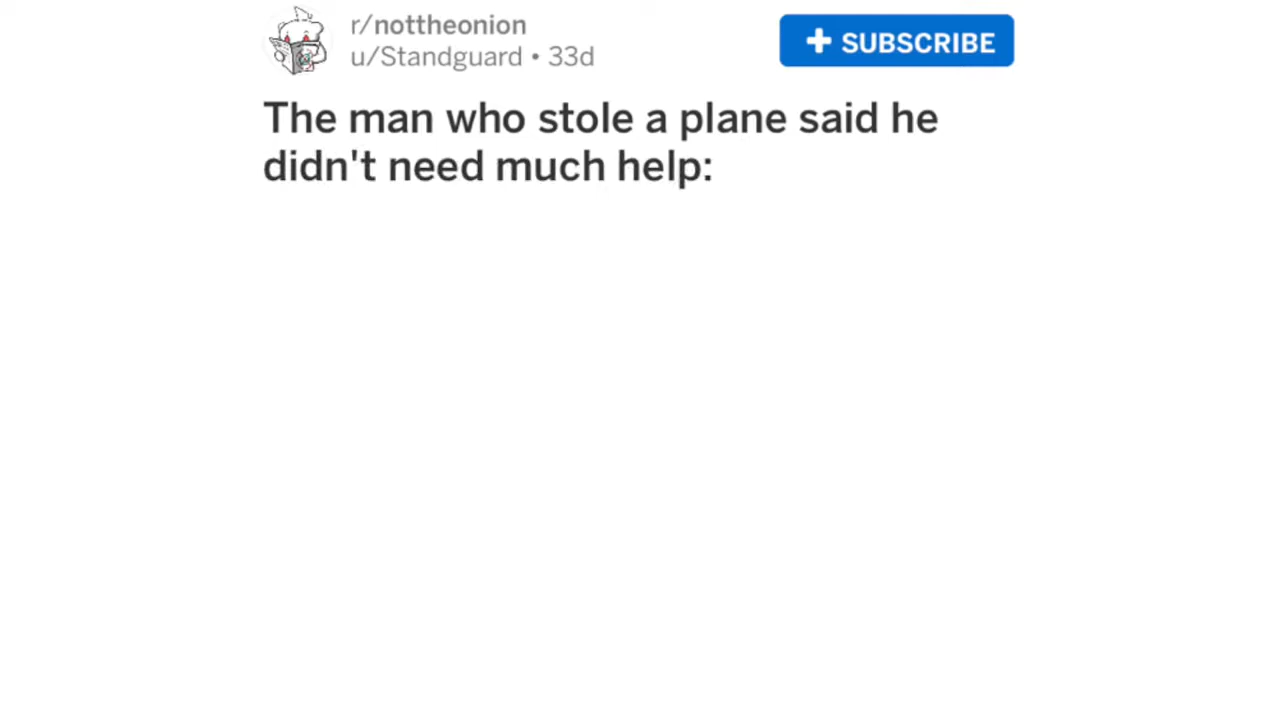 r/nottheonion
u/Standguard • 33d
+ SUBSCRIBE
The man who stole a plane said he
didn't need much help: